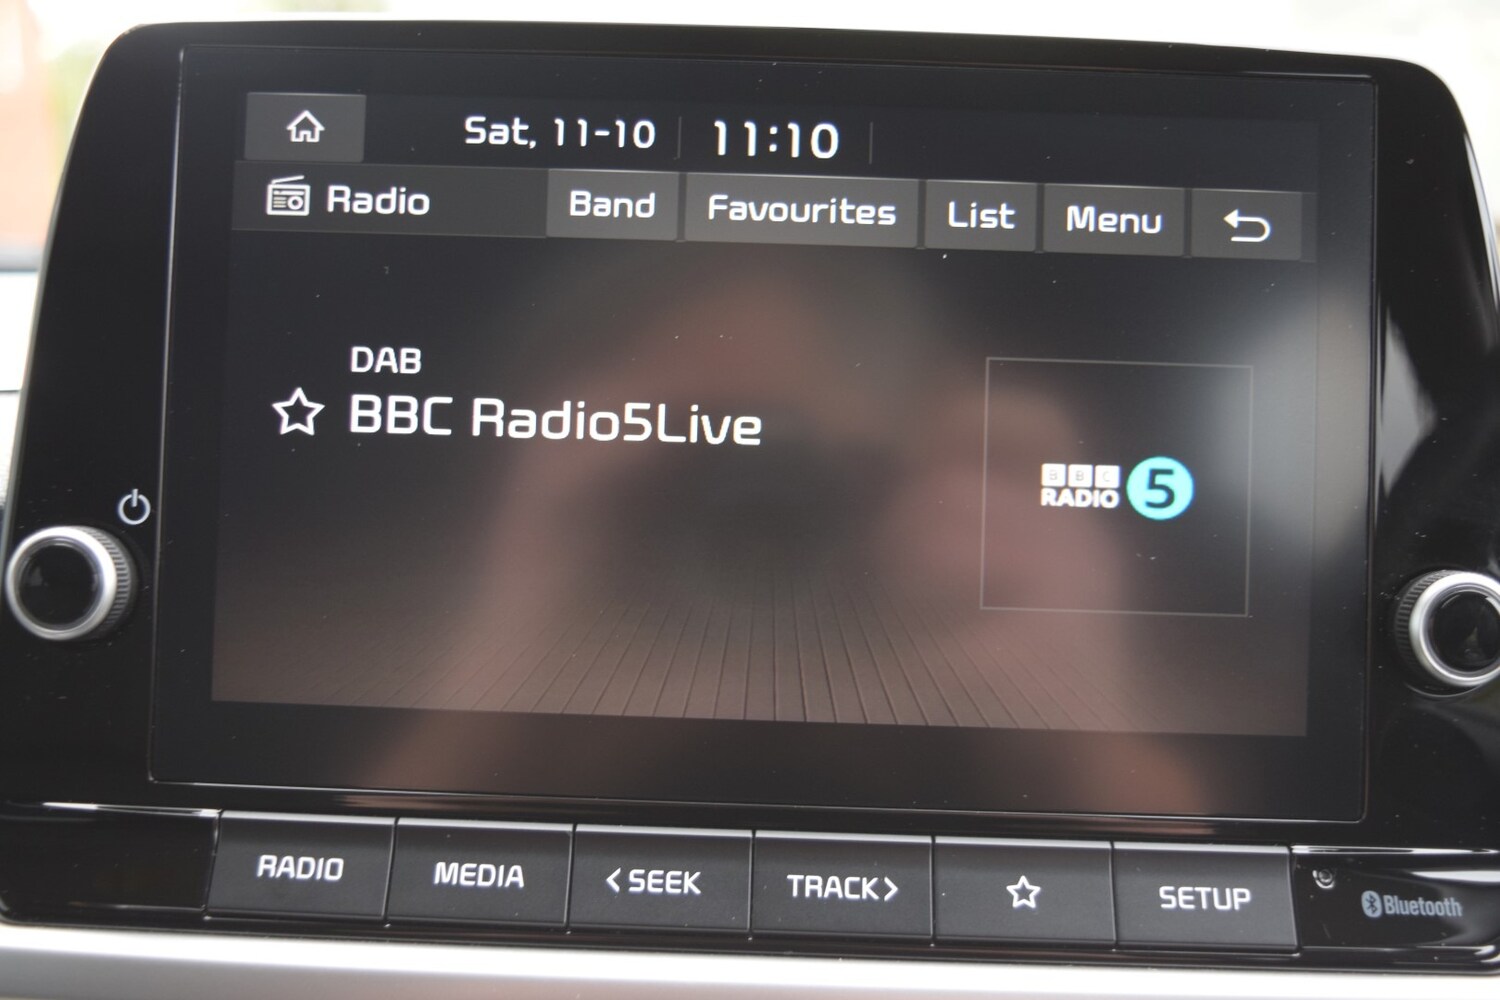 Sat, 11-10 11:10
Radio Band Favourites List Menu
DAB
BBC Radio5Live
BBC
RADIO 5
RADIO MEDIA <SEEK TRACK> SETUP
Bluetooth